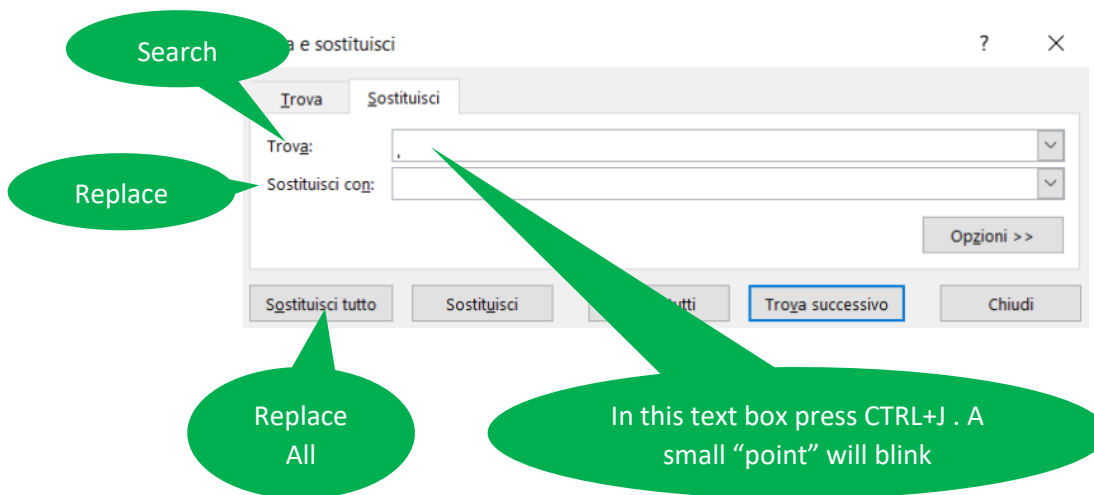 Search
a e sostituisci
?
Trova
Sostituisci
Trova:
,
Replace
Sostituisci con:
Opzioni >>
Sostituisci tutto
Sostituisci
utti
Trova successivo
Chiudi
Replace
All
In this text box press CTRL+J . A
small “point” will blink